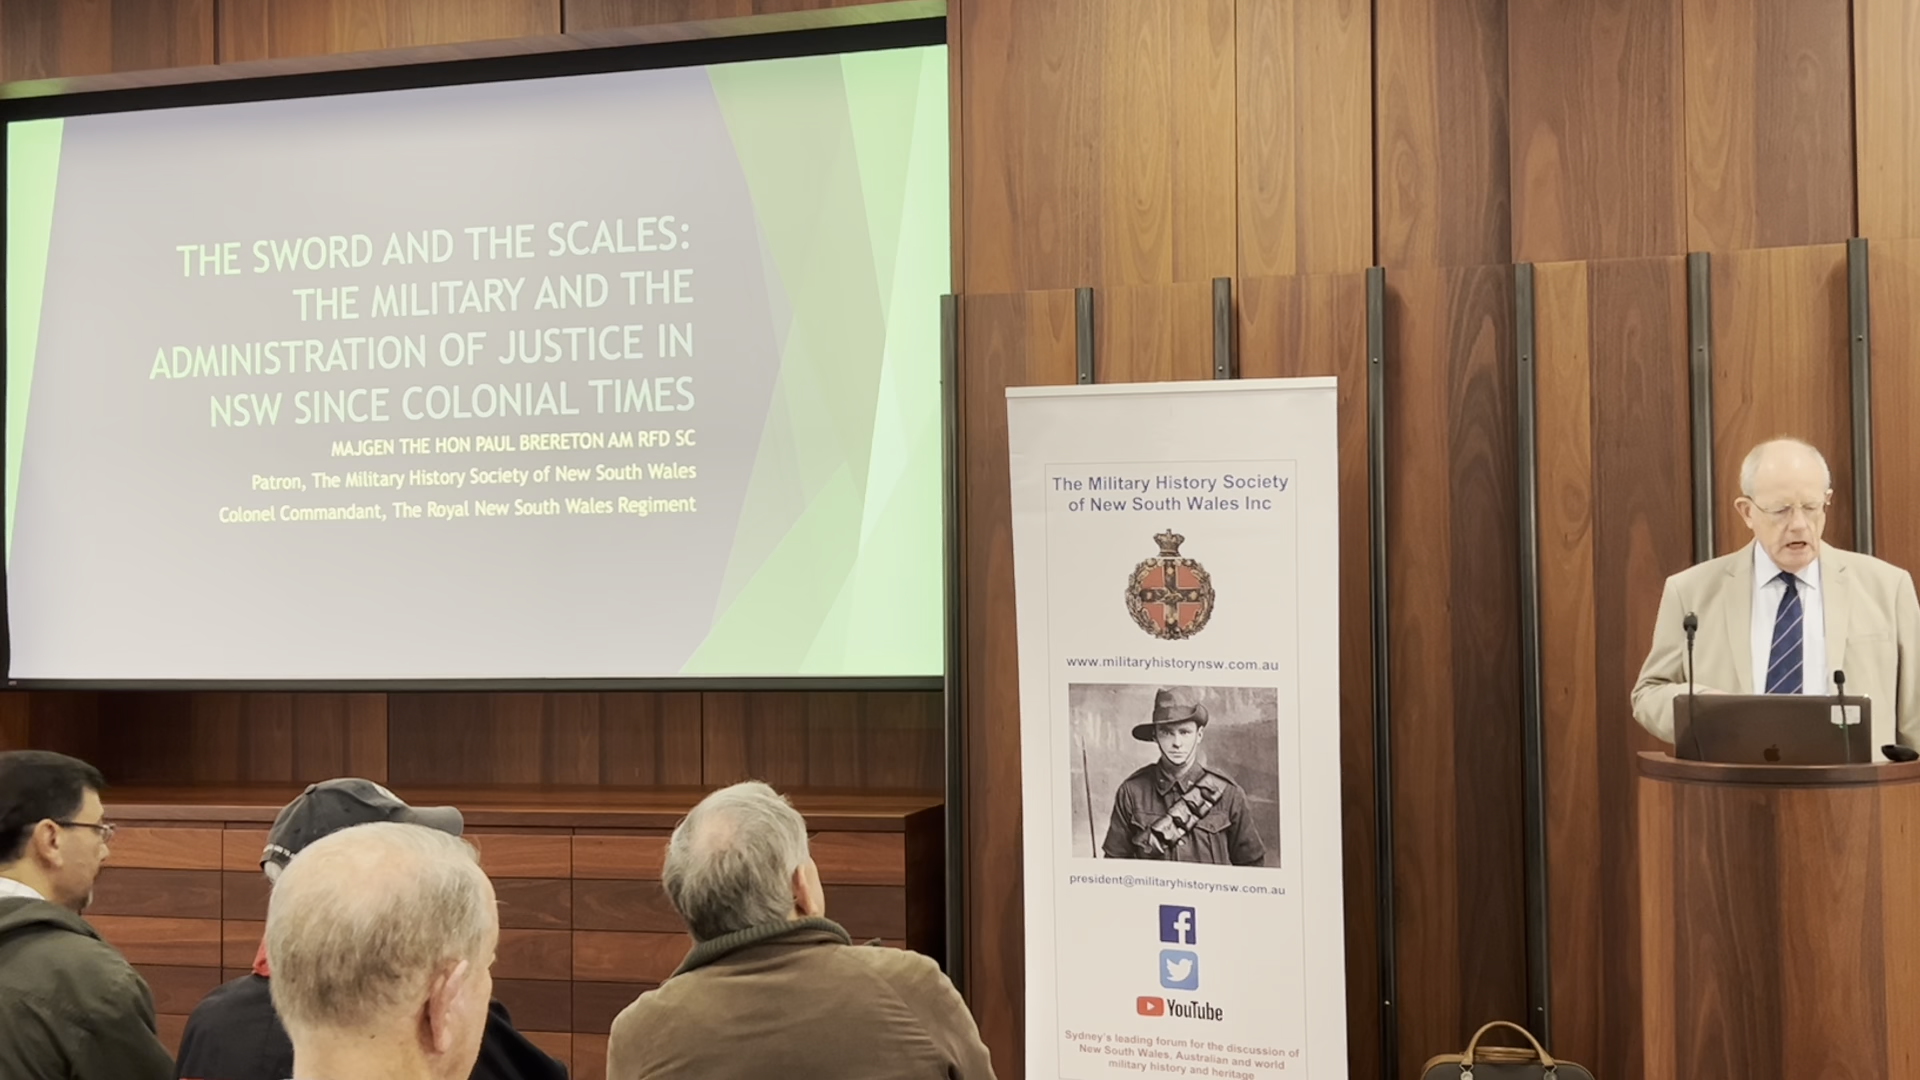 THE SWORD AND THE SCALES:
THE MILITARY AND THE
ADMINISTRATION OF JUSTICE IN
NSW SINCE COLONIAL TIMES
MAJGEN THE HON PAUL BRERETON AM RFD SC
Patron, The Military History Society of New South Wales
Colonel Commandant, The Royal New South Wales Regiment
The Military History Society
of New South Wales Inc
www.militaryhistorynsw.com.au
president@militaryhistorynsw.com.au
YouTube
Sydney's leading forum for the discussion of
New South Wales, Australian and world
military history and heritage